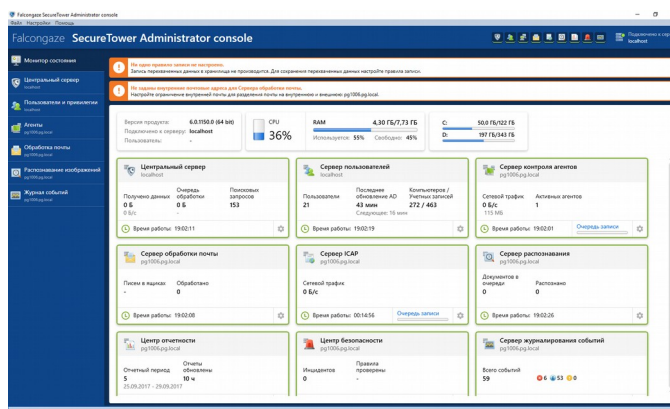 Falcongaze SecureTower Administrator console
Файл Настройки Помощь
Falcongaze SecureTower Administrator console
Подключено к серв
localhost
Монитор состояния
Центральный сервер
localhost
Пользователи и привилегии
localhost
Агенты
pg1006.pg.local
Обработка почты
pg1006.pg.local
Распознавание изображений
pg1006.pg.local
Журнал событий
pg1006.pg.local
Ни одно правило записи не настроено.
Запись перехваченных данных в хранилища не производится. Для сохранения перехваченных данных настройте правила записи.
Не заданы внутренние почтовые адреса для Сервера обработки почты.
Настройте ограничение внутренней почты для разделения почты на внутреннюю и внешнюю: pg1006.pg.local
Версия продукта: 6.0.1150.0 (64 bit)
Подключено к серверу: localhost
Пользователь: -
CPU
36%
RAM 4,30 ГБ/7,73 ГБ
Используется: 55% Свободно: 45%
C: 50,0 ГБ/122 ГБ
D: 197 ГБ/343 ГБ
Центральный сервер
localhost
Получено данных Очередь обработки Поисковых запросов
0 Б 0 Б 153
0 Б/с -
Время работы: 19:02:11
Сервер пользователей
localhost
Пользователи Последнее обновление AD Компьютеров / Учетных записей
21 43 мин 272 / 463
Следующее: 16 мин
Время работы: 19:02:19
Сервер контроля агентов
pg1006.pg.local
Сетевой трафик Активных агентов
0 Б/с 1
115 МБ
Время работы: 19:02:01 Очередь записи
Сервер обработки почты
pg1006.pg.local
Писем в ящиках Обработано
- 0
Время работы: 19:02:08
Сервер ICAP
pg1006.pg.local
Сетевой трафик
0 Б/с
Время работы: 00:14:56 Очередь записи
Сервер распознавания
pg1006.pg.local
Документов в очереди Распознано
0 0
Время работы: 19:02:26
Центр отчетности
pg1006.pg.local
Отчетный период Отчеты обновлены
5 10 ч
25.09.2017 - 29.09.2017
Центр безопасности
pg1006.pg.local
Инцидентов Правила проверены
0 -
Сервер журналирования событий
pg1006.pg.local
Всего событий
59 6 53 0